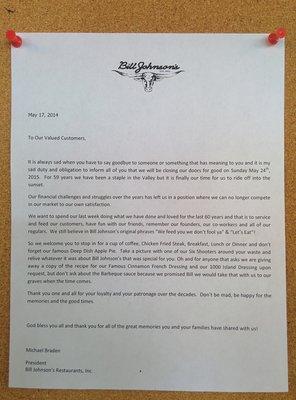 Bill Johnson's
May 17, 2014
To Our Valued Customers,
It is always sad when you have to say goodbye to someone or something that has meaning to you and it is my
sad duty and obligation to inform all of you that we will be closing our doors for good on Sunday May 24th,
2015. For 59 years we have been a staple in the Valley but it is finally our time for us to ride off into the
sunset.
Our financial challenges and struggles over the years has left us in a position where we can no longer compete
in our market to our own satisfaction.
We want to spend our last week doing what we have done and loved for the last 60 years and that is to service
and feed our customers, have fun with our friends, remember our founders, our co-workers and all of our
regulars. We still believe in Bill Johnson's original phrases "We feed you we don't fool ya' & "Let's Eat"!
So we welcome you to stop in for a cup of coffee, Chicken Fried Steak, Breakfast, Lunch or Dinner and don't
forget our famous Deep Dish Apple Pie. Take a picture with one of our Six Shooters around your waste and
relive whatever it was about Bill Johnson's that was special for you. Oh and for anyone that asks we are giving
away a copy of the recipe for our Famous Cinnamon French Dressing and our 1000 Island Dressing upon
request, but don't ask about the Barbeque sauce because we promised Bill we would take that with us to our
graves when the time comes.
Thank you one and all for your loyalty and your patronage over the decades. Don't be mad, be happy for the
memories and the good times.
God bless you all and thank you for all of the great memories you and your families have shared with us!
Michael Braden
President
Bill Johnson's Restaurants, Inc.